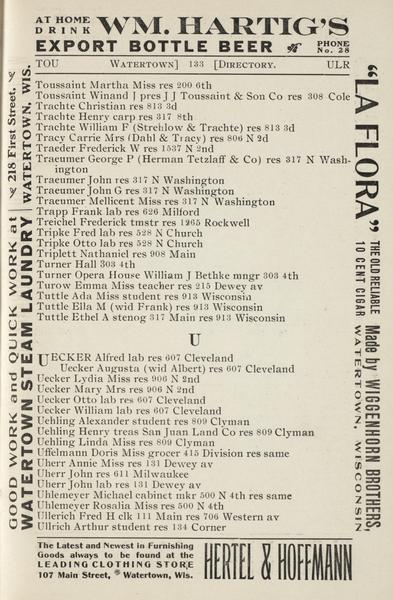 AT HOME DRINK WM. HARTIG'S
EXPORT BOTTLE BEER PHONE No. 28
TOU WATERTOWN] 133 [DIRECTORY. ULR
Toussaint Martha Miss res 200 6th
Toussaint Winand J pres J J Toussaint & Son Co res 308 Cole
Trachte Christian res 813 3d
Trachte Henry carp res 317 8th
Trachte William F (Strehlow & Trachte) res 813 3d
Tracy Carrie Mrs (Dahl & Tracy) res 806 N 2d
Traeder Frederick W res 1537 N 2nd
Traeumer George P (Herman Tetzlaff & Co) res 317 N Wash-
ington
Traeumer John res 317 N Washington
Traeumer John G res 317 N Washington
Traeumer Mellicent Miss res 317 N Washington
Trapp Frank lab res 626 Milford
Treichel Frederick tmstr res 1265 Rockwell
Tripke Fred lab res 528 N Church
Tripke Otto lab res 528 N Church
Triplett Nathaniel res 908 Main
Turner Hall 303 4th
Turner Opera House William J Bethke mngr 303 4th
Turow Emma Miss teacher res 215 Dewey av
Tuttle Ada Miss student res 913 Wisconsin
Tuttle Ella M (wid Frank) res 913 Wisconsin
Tuttle Ethel A stenog 317 Main res 913 Wisconsin
U
UECKER Alfred lab res 607 Cleveland
Uecker Augusta (wid Albert) res 607 Cleveland
Uecker Lydia Miss res 906 N 2nd
Uecker Mary Mrs res 906 N 2nd
Uecker Otto lab res 607 Cleveland
Uecker William lab res 607 Cleveland
Uehling Alexander student res 809 Clyman
Uehling Henry treas San Juan Land Co res 809 Clyman
Uehling Linda Miss res 809 Clyman
Uffelmann Doris Miss grocer 415 Division res same
Uherr Annie Miss res 131 Dewey av
Uherr John res 611 Milwaukee
Uherr John lab res 131 Dewey av
Uhlemeyer Michael cabinet mkr 500 N 4th res same
Uhlemeyer Rosalia Miss res 500 N 4th
Ullerich Fred H clk 111 Main res 706 Western av
Ullrich Arthur student res 134 Corner
The Latest and Newest in Furnishing
Goods always to be found at the
LEADING CLOTHING STORE
107 Main Street, Watertown, Wis.
HERTEL & HOFFMANN
GOOD WORK and QUICK WORK at 218 First Street.
WATERTOWN STEAM LAUNDRY WATERTOWN, WIS.
"LA FLORA"
THE OLD RELIABLE
10 CENT CIGAR
Made by WIGGENHORN BROTHERS,
WATERTOWN, WISCONSIN